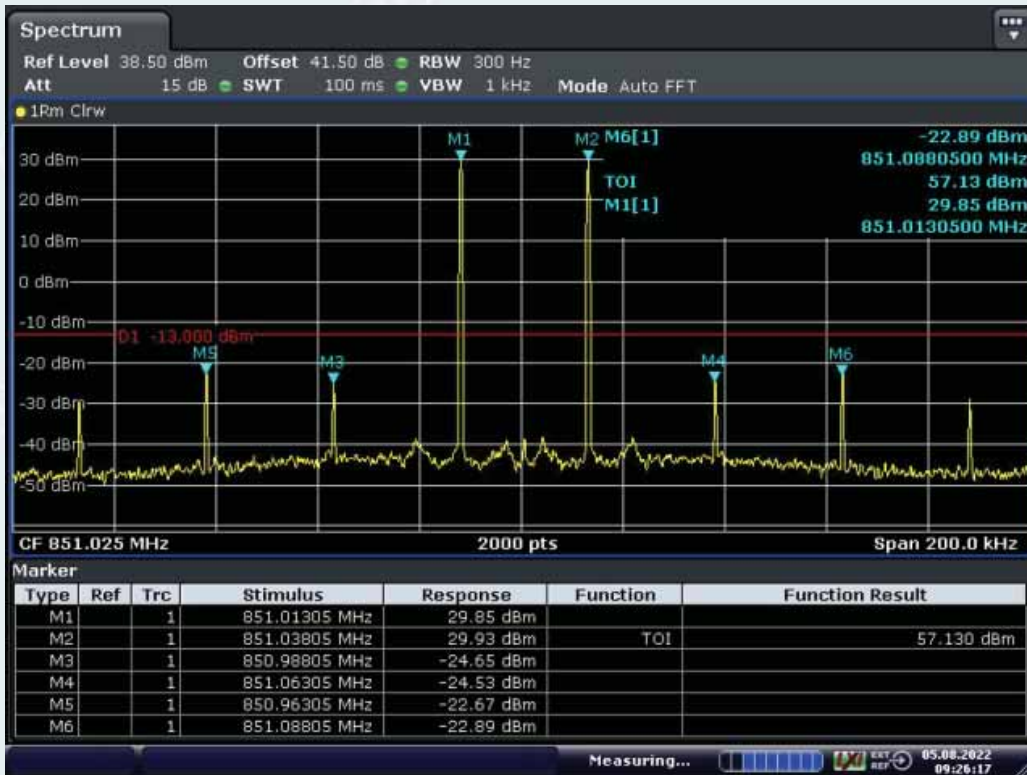 Spectrum
Ref Level 38.50 dBm Offset 41.50 dB RBW 300 Hz
Att 15 dB SWT 100 ms VBW 1 kHz Mode Auto FFT
1Rm Clrw
M1 M2 M6[1] -22.89 dBm
851.0880500 MHz
TOI 57.13 dBm
M1[1] 29.85 dBm
851.0130500 MHz
30 dBm
20 dBm
10 dBm
0 dBm
-10 dBm
D1 -13.000 dBm
M5 M3 M4 M6
-20 dBm
-30 dBm
-40 dBm
-50 dBm
CF 851.025 MHz 2000 pts Span 200.0 kHz
Marker
Type Ref Trc Stimulus Response Function Function Result
M1 1 851.01305 MHz 29.85 dBm
M2 1 851.03805 MHz 29.93 dBm TOI 57.130 dBm
M3 1 850.98805 MHz -24.65 dBm
M4 1 851.06305 MHz -24.53 dBm
M5 1 850.96305 MHz -22.67 dBm
M6 1 851.08805 MHz -22.89 dBm
Measuring... LXI EXT REF 05.08.2022
09:26:17